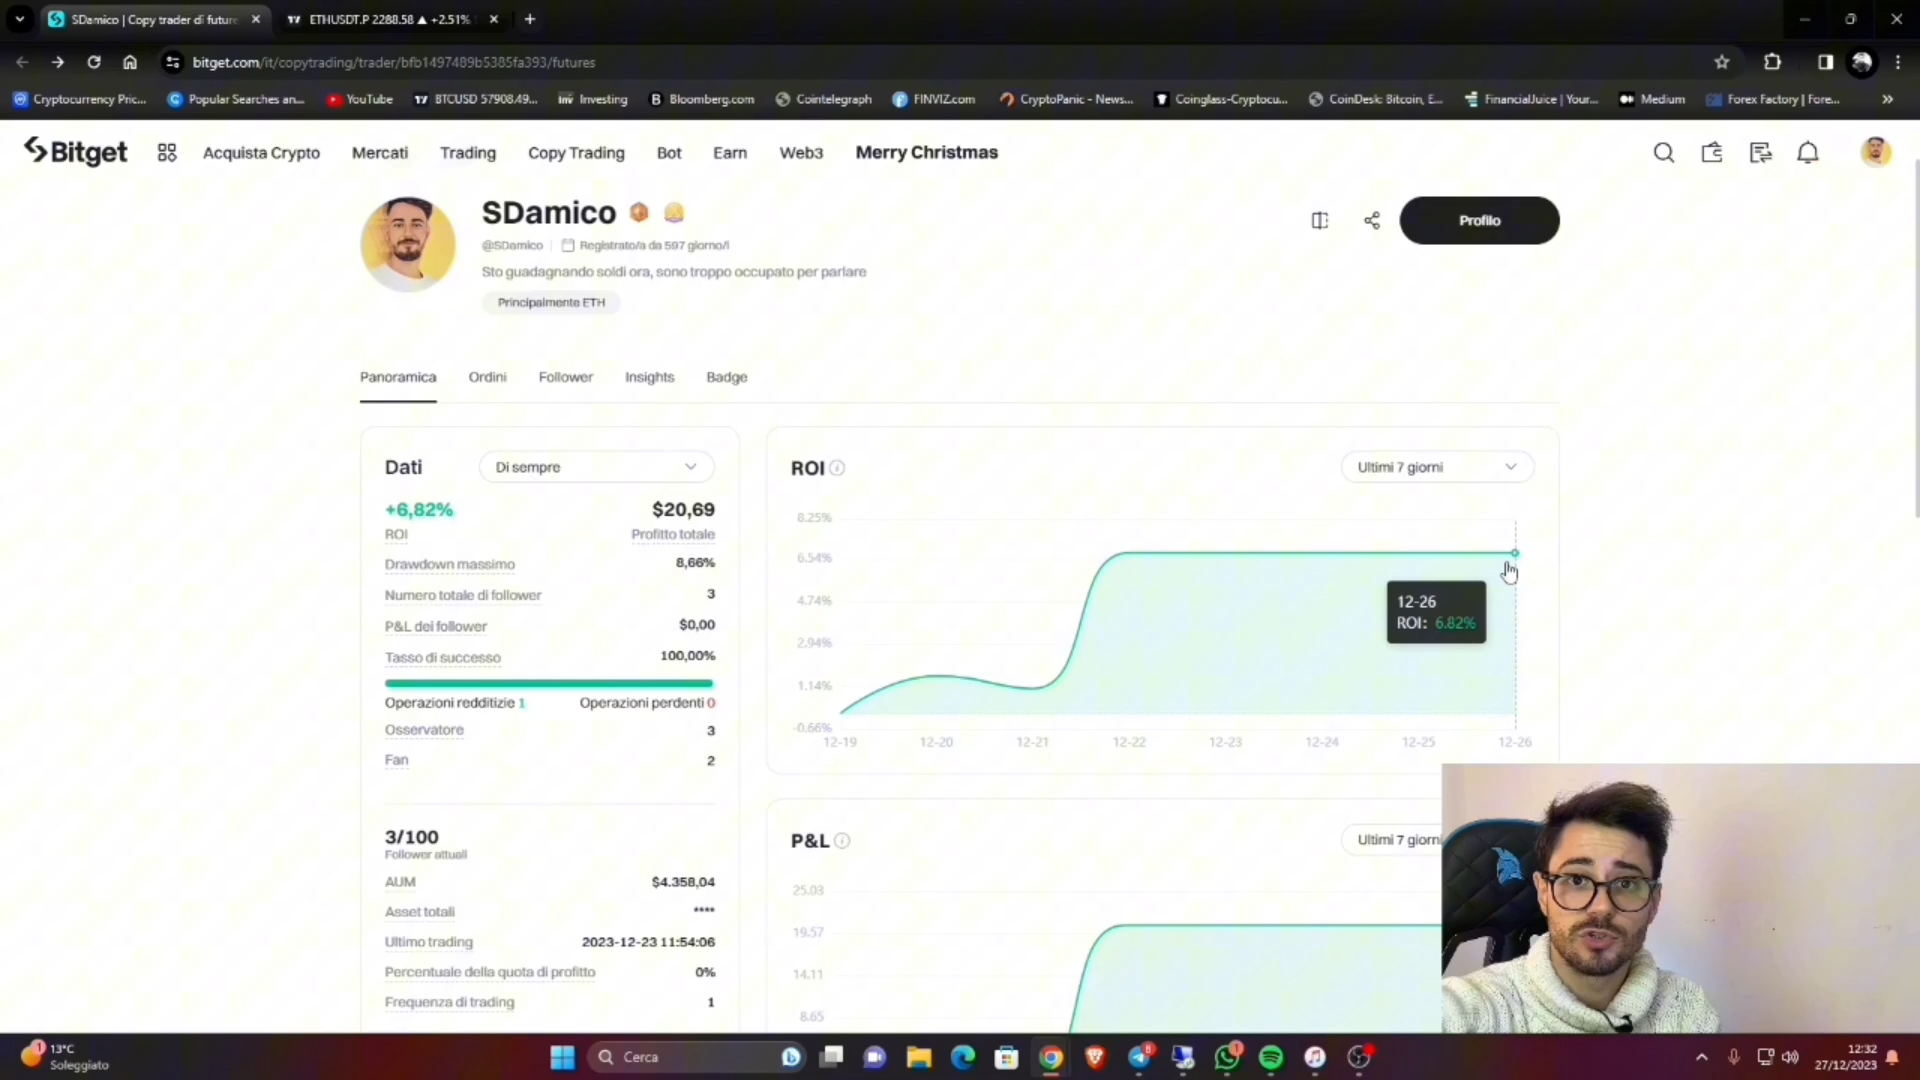 SDamico | Copy trader di future
ETHUSDT.P 2288.58 ▲ +2.51%
bitget.com/it/copytrading/trader/bfb1497489b5385fa393/futures
Cryptocurrency Pric...
Popular Searches an...
YouTube
BTCUSD 57908.49...
Inv Investing
B Bloomberg.com
Cointelegraph
FINVIZ.com
CryptoPanic - News...
Coinglass-Cryptocu...
CoinDesk: Bitcoin, E...
FinancialJuice | Your...
Medium
Forex Factory | Fore...
Bitget
Acquista Crypto
Mercati
Trading
Copy Trading
Bot
Earn
Web3
Merry Christmas
SDamico
@SDamico
Registrato/a da 597 giorno/i
Sto guadagnando soldi ora, sono troppo occupato per parlare
Principalmente ETH
Profilo
Panoramica
Ordini
Follower
Insights
Badge
Dati
Di sempre
+6,82%
$20,69
ROI
Profitto totale
Drawdown massimo 8,66%
Numero totale di follower 3
P&L dei follower $0,00
Tasso di successo 100,00%
Operazioni redditizie 1
Operazioni perdenti 0
Osservatore 3
Fan 2
3/100
Follower attuali
AUM $4.358,04
Asset totali ****
Ultimo trading 2023-12-23 11:54:06
Percentuale della quota di profitto 0%
Frequenza di trading 1
ROI
Ultimi 7 giorni
8.25%
6.54%
4.74%
2.94%
1.14%
-0.66%
12-19
12-20
12-21
12-22
12-23
12-24
12-25
12-26
12-26
ROI: 6.82%
P&L
Ultimi 7 giorni
25.03
19.57
14.11
8.65
1
13°C
Soleggiato
Cerca
8
1
12:32
27/12/2023